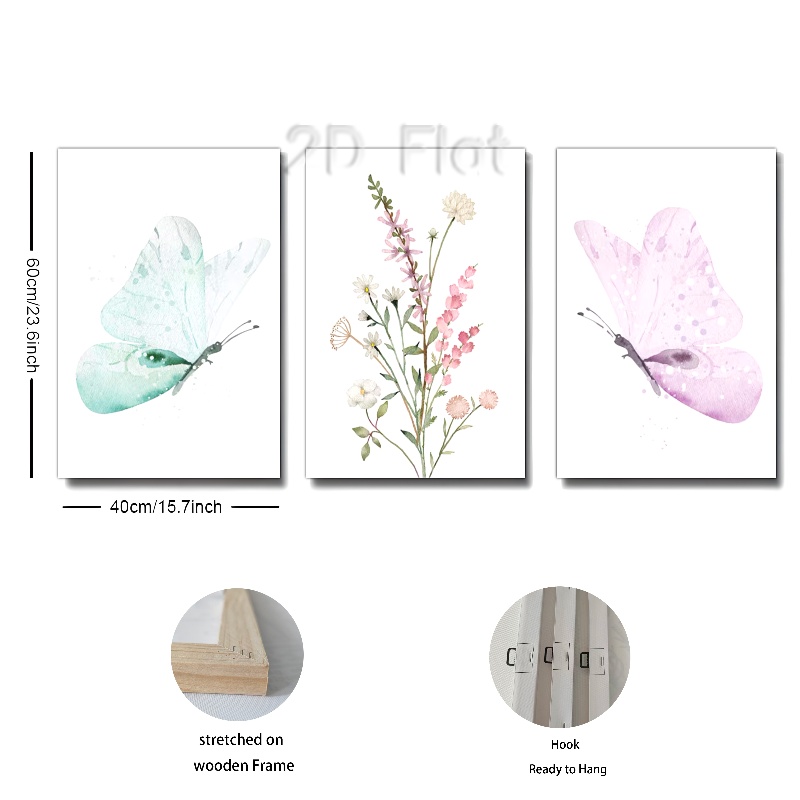 2D Flat
60cm/23.6inch
40cm/15.7inch
stretched on
wooden Frame
Hook
Ready to Hang